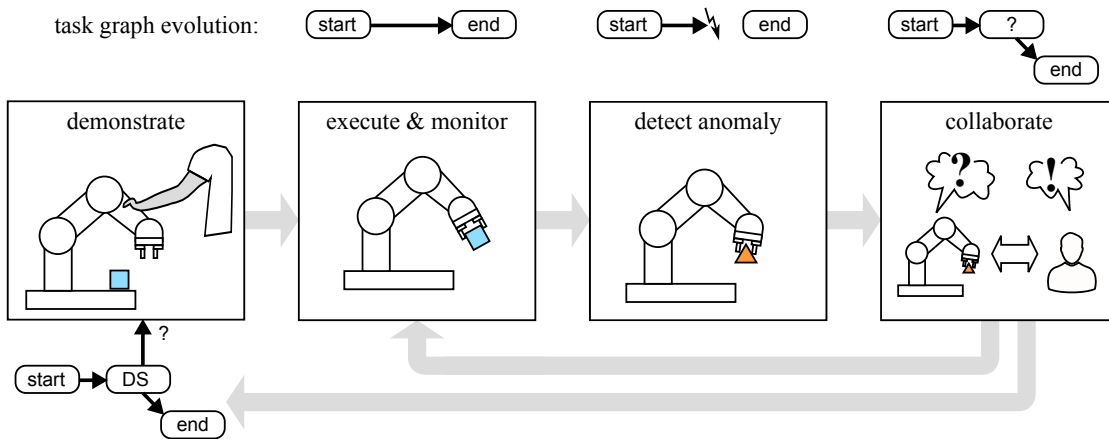 task graph evolution:
start
end
start
end
start
?
end
demonstrate
execute & monitor
detect anomaly
collaborate
?
!
?
start
DS
end